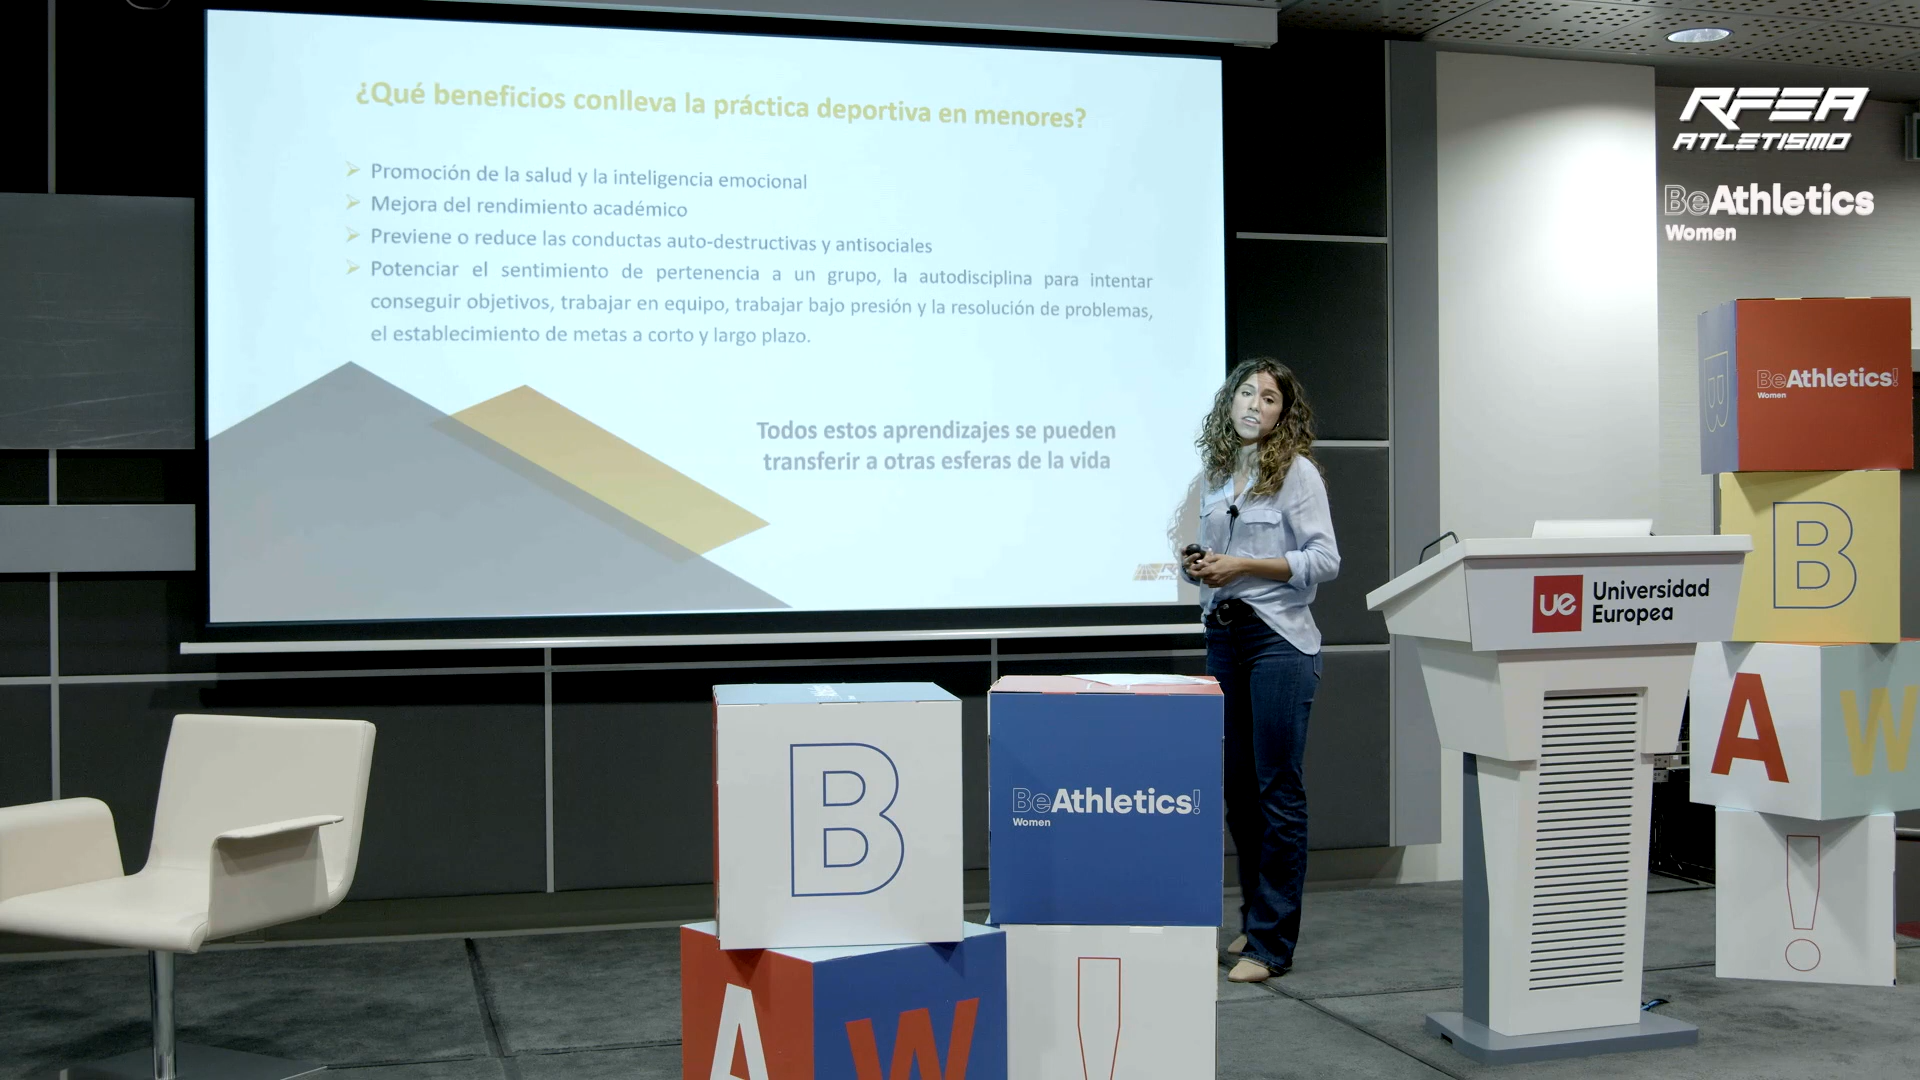 ¿Qué beneficios conlleva la práctica deportiva en menores?
Promoción de la salud y la inteligencia emocional
Mejora del rendimiento académico
Previene o reduce las conductas auto-destructivas y antisociales
Potenciar el sentimiento de pertenencia a un grupo, la autodisciplina para intentar
conseguir objetivos, trabajar en equipo, trabajar bajo presión y la resolución de problemas,
el establecimiento de metas a corto y largo plazo.
Todos estos aprendizajes se pueden
transferir a otras esferas de la vida
RFEA
ATLETISMO
BeAthletics
Women
B
BeAthletics!
Women
B
A W
!
ue Universidad
Europea
B
BeAthletics!
Women
A W !